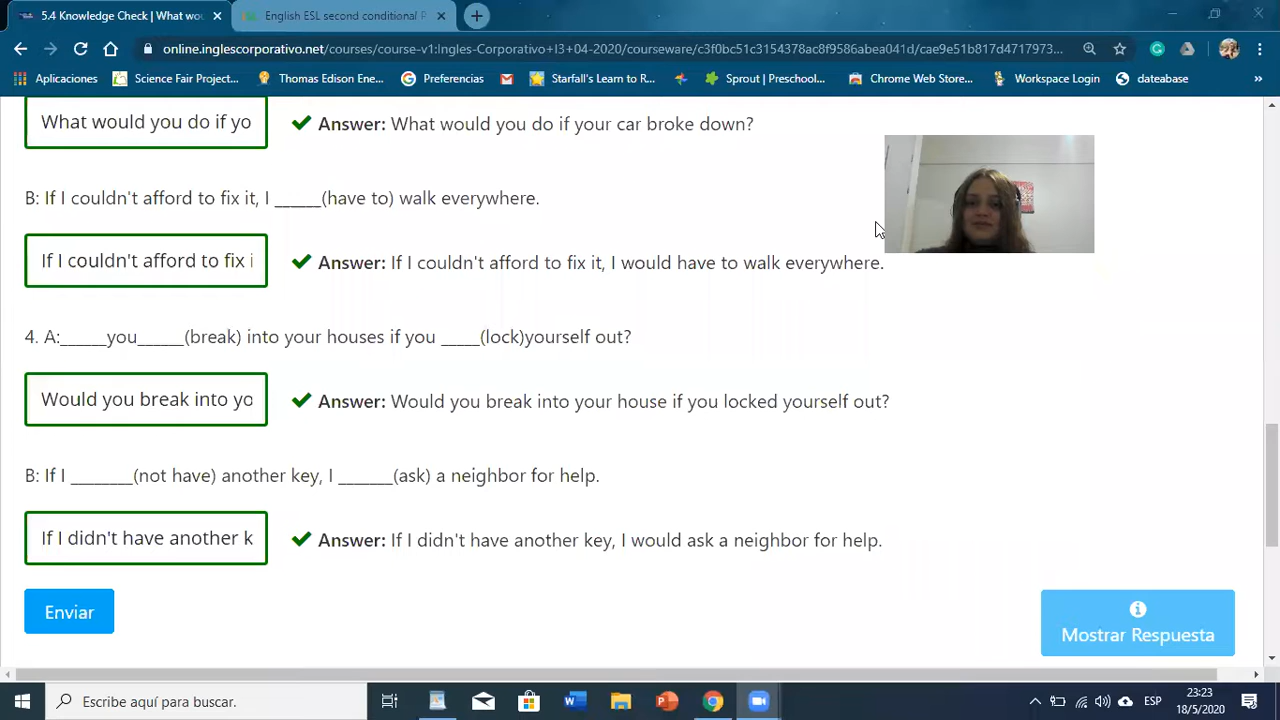 5.4 Knowledge Check | What wou
English ESL second conditional P
online.inglescorporativo.net/courses/course-v1:Ingles-Corporativo+I3+04-2020/courseware/c3f0bc51c3154378ac8f9586abea041d/cae9e51b817d4717973...
Aplicaciones
Science Fair Project...
Thomas Edison Ene...
Preferencias
Starfall's Learn to R...
Sprout | Preschool...
Chrome Web Store...
Workspace Login
dateabase
What would you do if yo
Answer: What would you do if your car broke down?
B: If I couldn't afford to fix it, I ______(have to) walk everywhere.
If I couldn't afford to fix i
Answer: If I couldn't afford to fix it, I would have to walk everywhere.
4. A:______you______(break) into your houses if you _____(lock)yourself out?
Would you break into yo
Answer: Would you break into your house if you locked yourself out?
B: If I ________(not have) another key, I _______(ask) a neighbor for help.
If I didn't have another k
Answer: If I didn't have another key, I would ask a neighbor for help.
Enviar
Mostrar Respuesta
Escribe aquí para buscar.
ESP
23:23
18/5/2020